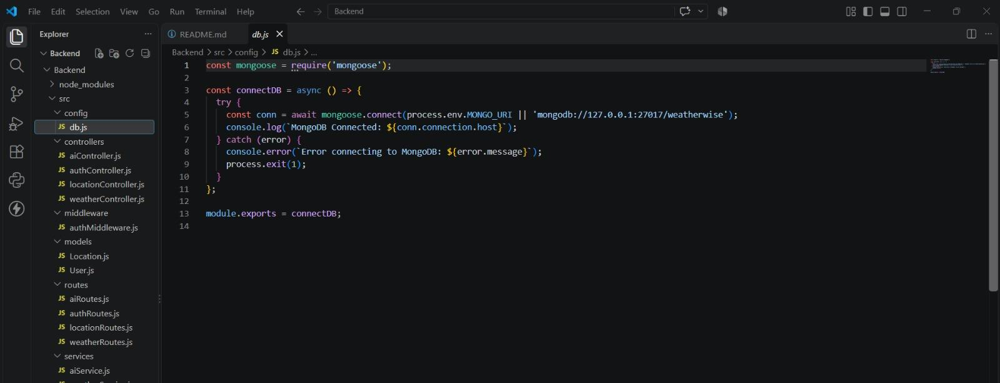 File Edit Selection View Go Run Terminal Help
Backend
Explorer
README.md
db.js
Backend
Backend > src > config > JS db.js > ...
Backend
node_modules
src
config
JS db.js
controllers
JS aiController.js
JS authController.js
JS locationController.js
JS weatherController.js
middleware
JS authMiddleware.js
models
JS Location.js
JS User.js
routes
JS aiRoutes.js
JS authRoutes.js
JS locationRoutes.js
JS weatherRoutes.js
services
JS aiService.js
1 const mongoose = require('mongoose');
2
3 const connectDB = async () => {
4 try {
5 const conn = await mongoose.connect(process.env.MONGO_URI || 'mongodb://127.0.0.1:27017/weatherwise');
6 console.log(`MongoDB Connected: ${conn.connection.host}`);
7 } catch (error) {
8 console.error(`Error connecting to MongoDB: ${error.message}`);
9 process.exit(1);
10 }
11 };
12
13 module.exports = connectDB;
14